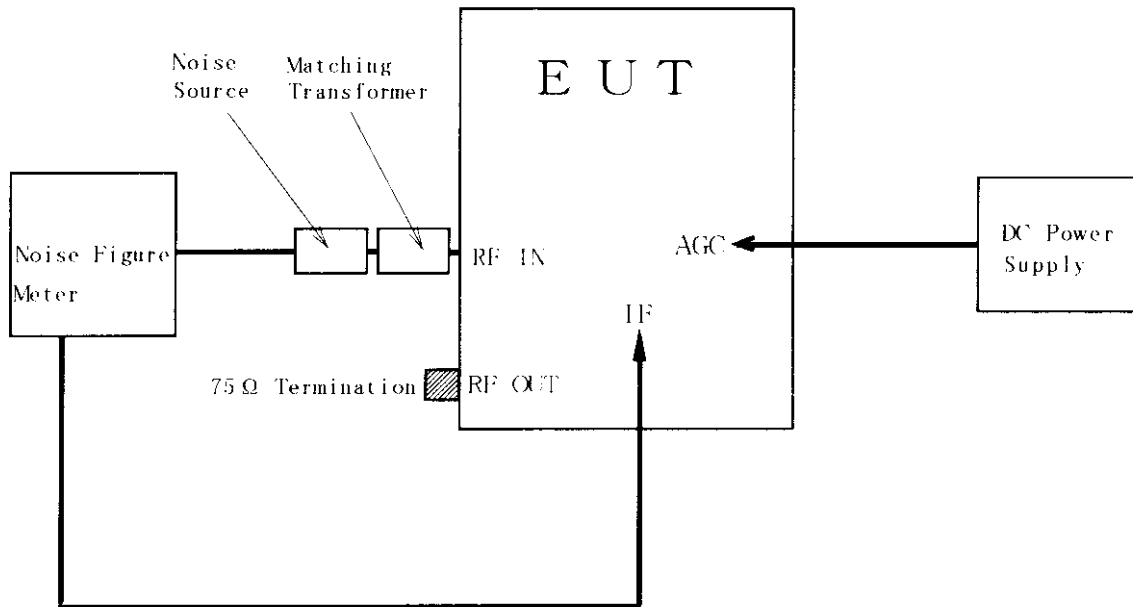 E U T
Noise
Source
Matching
Transformer
Noise Figure
Meter
RF IN
AGC
DC Power
Supply
IF
75Ω Termination
RF OUT